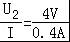 U₂/I = 4V/0.4A